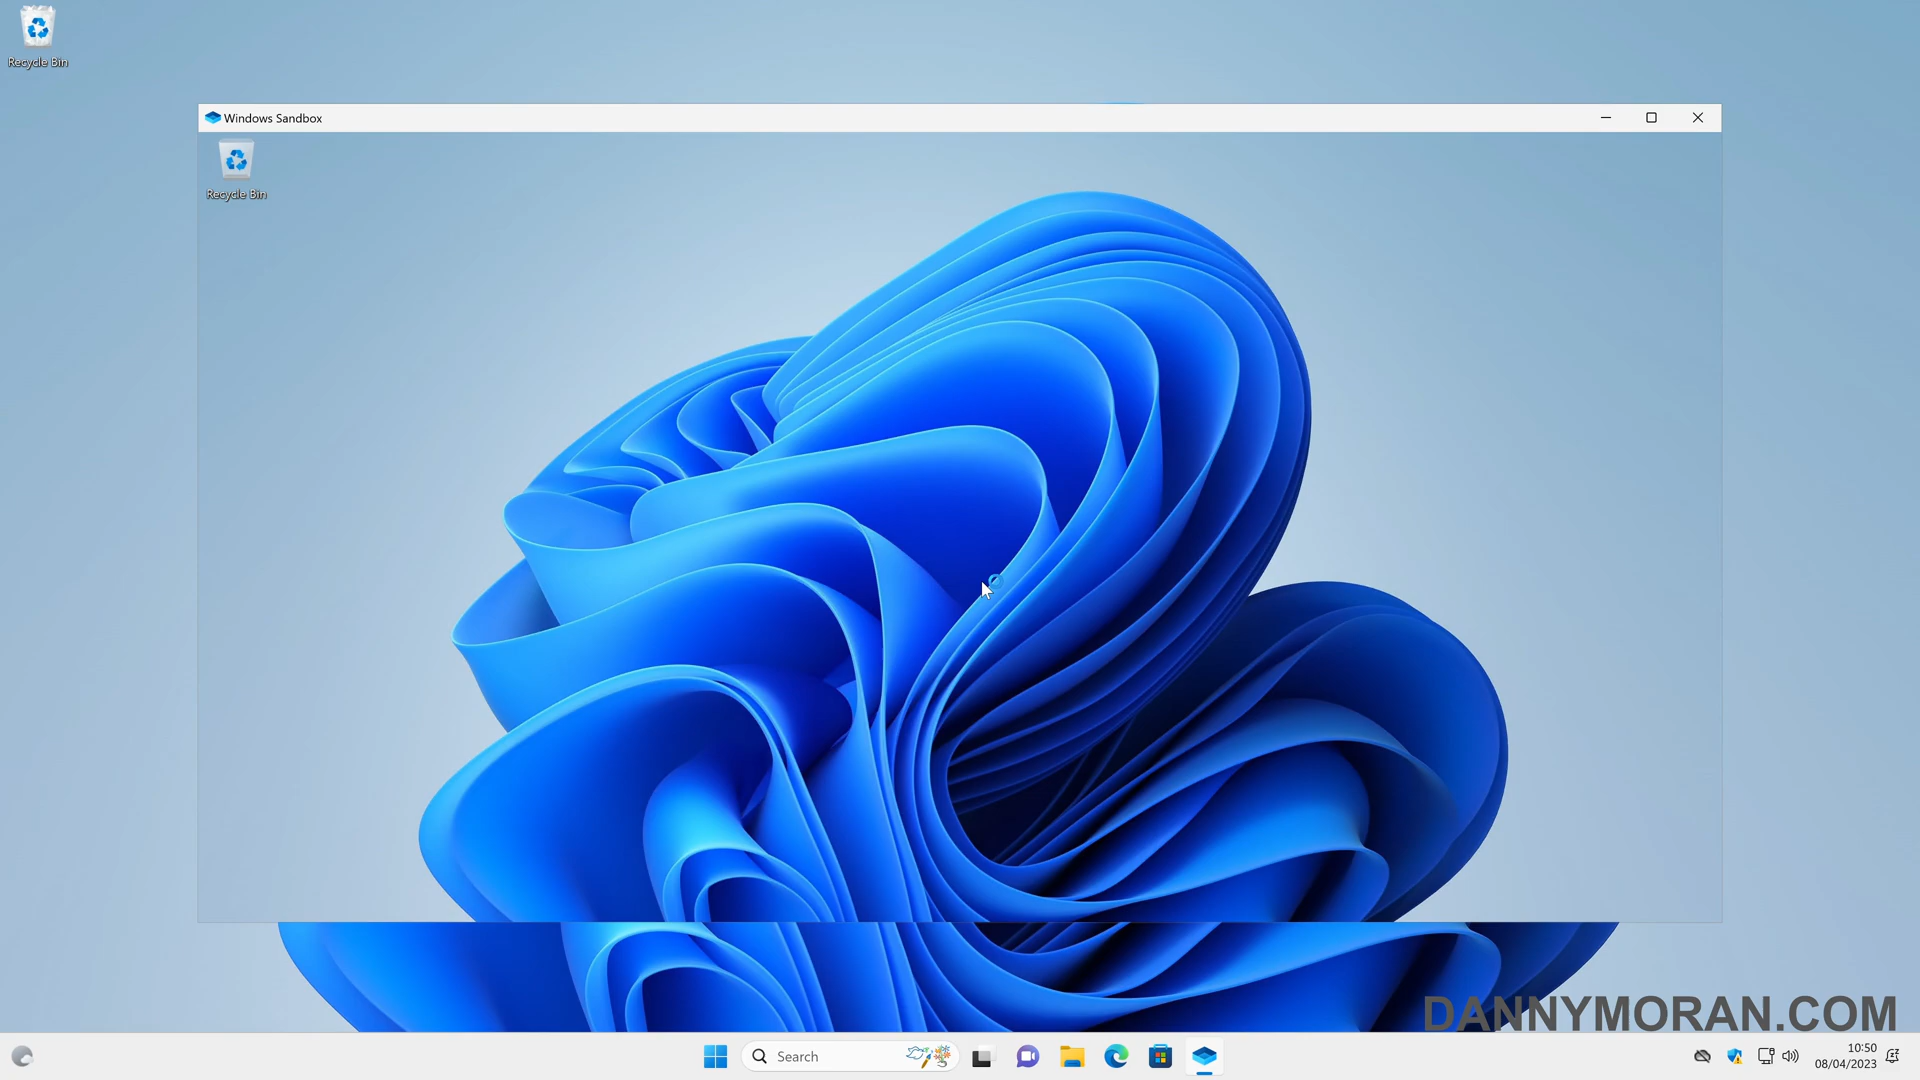 Recycle Bin
Windows Sandbox
Recycle Bin
DANNYMORAN.COM
Search
10:50
08/04/2023